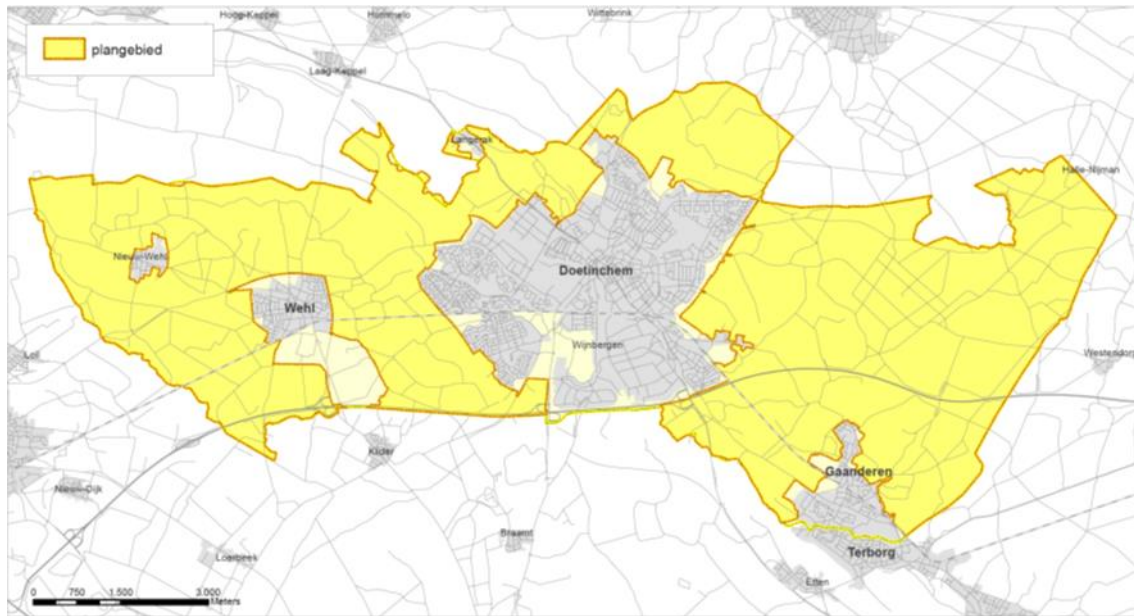 Hoog-Keppel
Hummelo
Wittebrink
plangebied
Laag-Keppel
Langerak
Halle-Nijman
Nieuw-Wehl
Doetinchem
Wehl
Wijnbergen
Loil
Westendorp
Kilder
Gaanderen
Nieuw-Dijk
Braamt
Loerbeek
Terborg
Etten
0 750 1.500 3.000
Meters